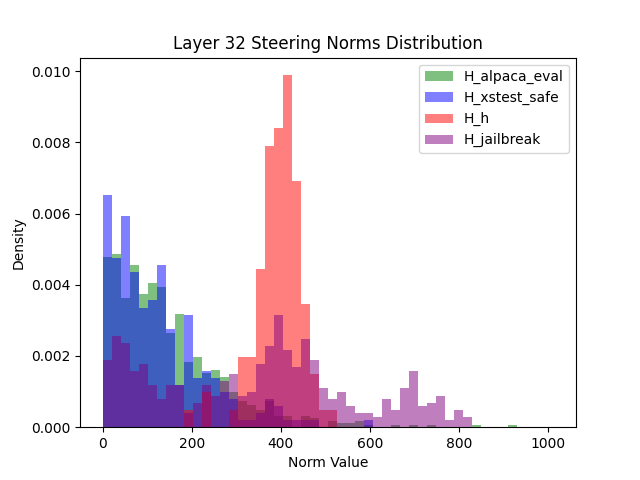 Layer 32 Steering Norms Distribution
H_alpaca_eval
H_xstest_safe
H_h
H_jailbreak
0.010
0.008
0.006
0.004
0.002
0.000
Density
0 200 400 600 800 1000
Norm Value